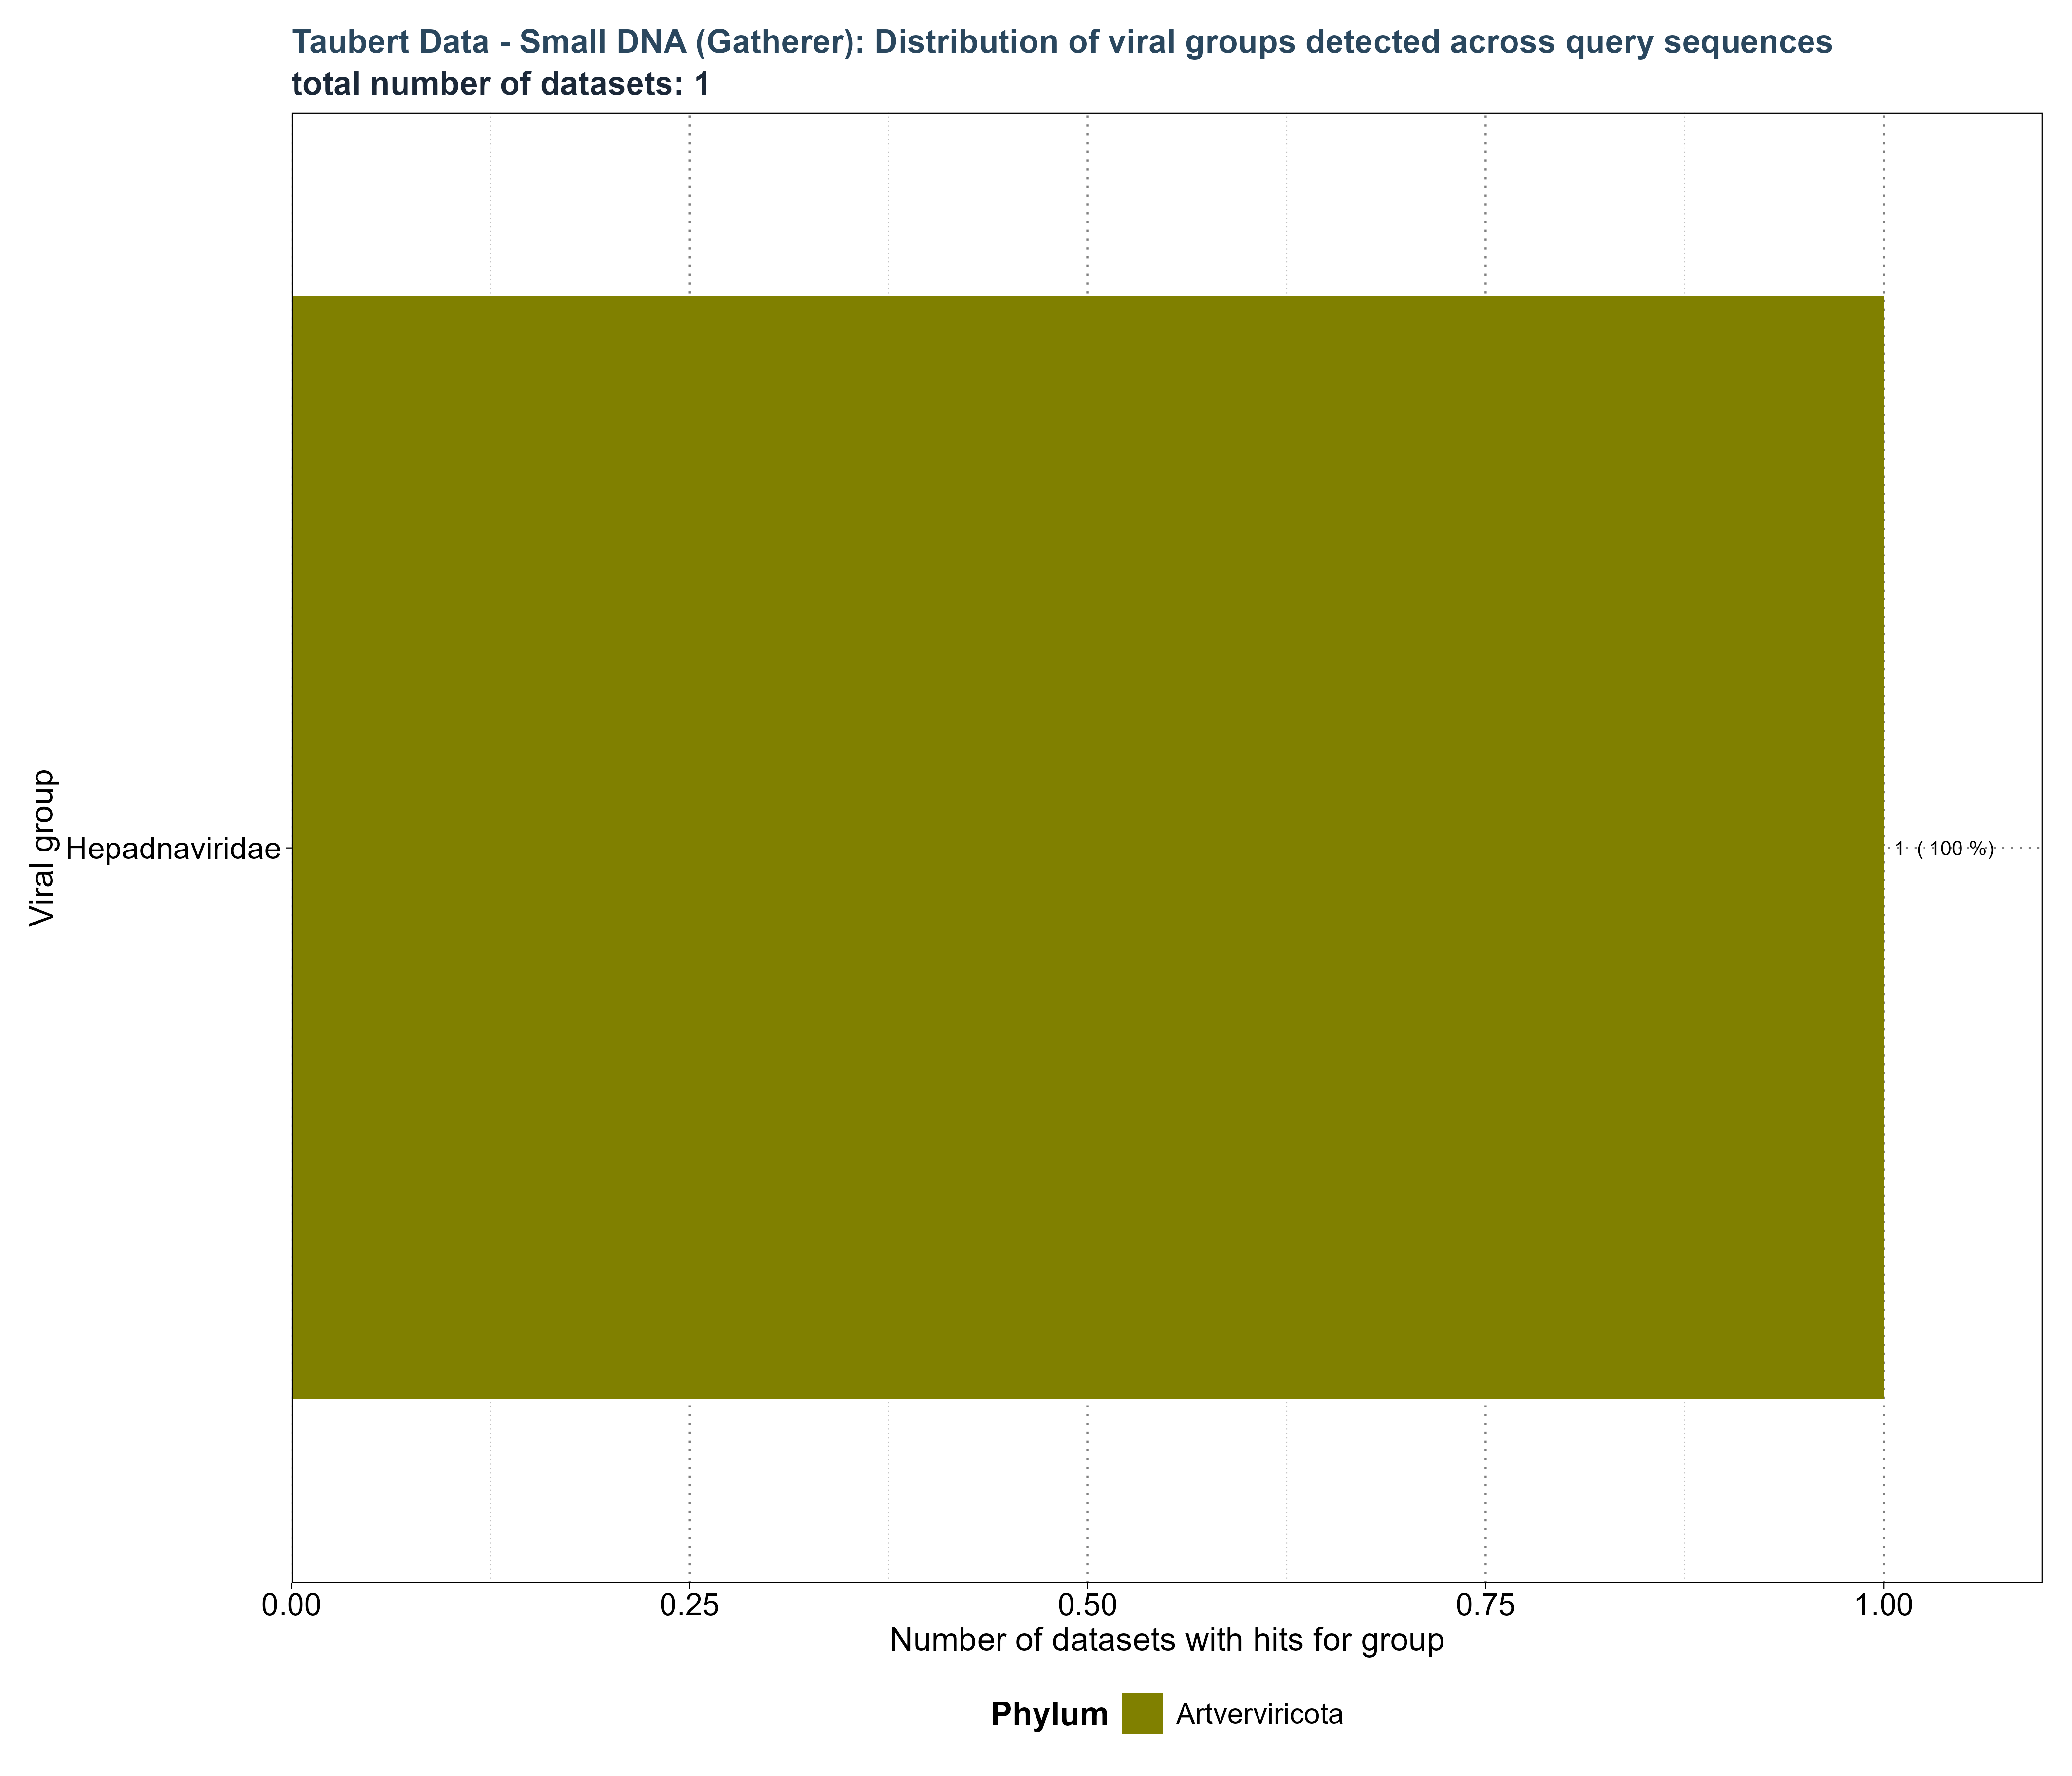 Taubert Data - Small DNA (Gatherer): Distribution of viral groups detected across query sequences
total number of datasets: 1
Viral group
Hepadnaviridae
1 ( 100 %)
0.00 0.25 0.50 0.75 1.00
Number of datasets with hits for group
Phylum Artverviricota